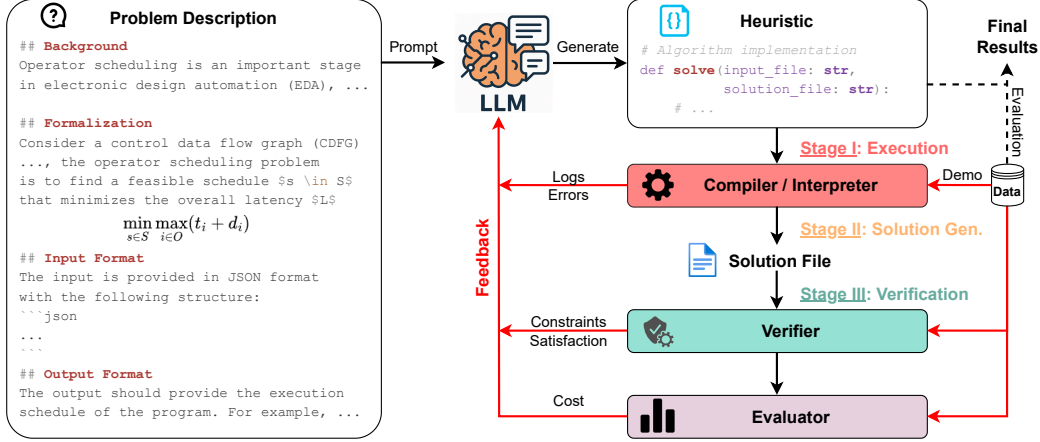 Problem Description
## Background
Operator scheduling is an important stage
in electronic design automation (EDA), ...
## Formalization
Consider a control data flow graph (CDFG)
..., the operator scheduling problem
is to find a feasible schedule $s \in S$
that minimizes the overall latency $L$
min max(t_i + d_i)
s∈S i∈O
## Input Format
The input is provided in JSON format
with the following structure:
```json
...
```
## Output Format
The output should provide the execution
schedule of the program. For example, ...
Prompt
LLM
Generate
Heuristic
# Algorithm implementation
def solve(input_file: str,
solution_file: str):
# ...
Final
Results
Evaluation
Data
Demo
Stage I: Execution
Compiler / Interpreter
Logs
Errors
Stage II: Solution Gen.
Solution File
Stage III: Verification
Verifier
Constraints
Satisfaction
Evaluator
Cost
Feedback